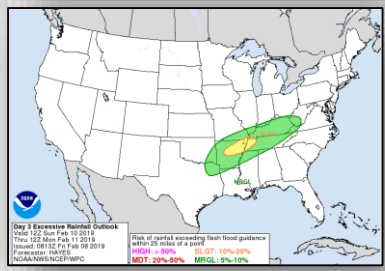 SLGT
MRGL
noaa
Day 3 Excessive Rainfall Outlook
Valid 12Z Sun Feb 10 2019
Thru 12Z Mon Feb 11 2019
Issued: 0813Z Fri Feb 08 2019
Forecaster: HAYES
NOAA/NWS/NCEP/WPC
Risk of rainfall exceeding flash flood guidance
within 25 miles of a point
HIGH: > 50% SLGT: 10%-20%
MDT: 20%-50% MRGL: 5%-10%